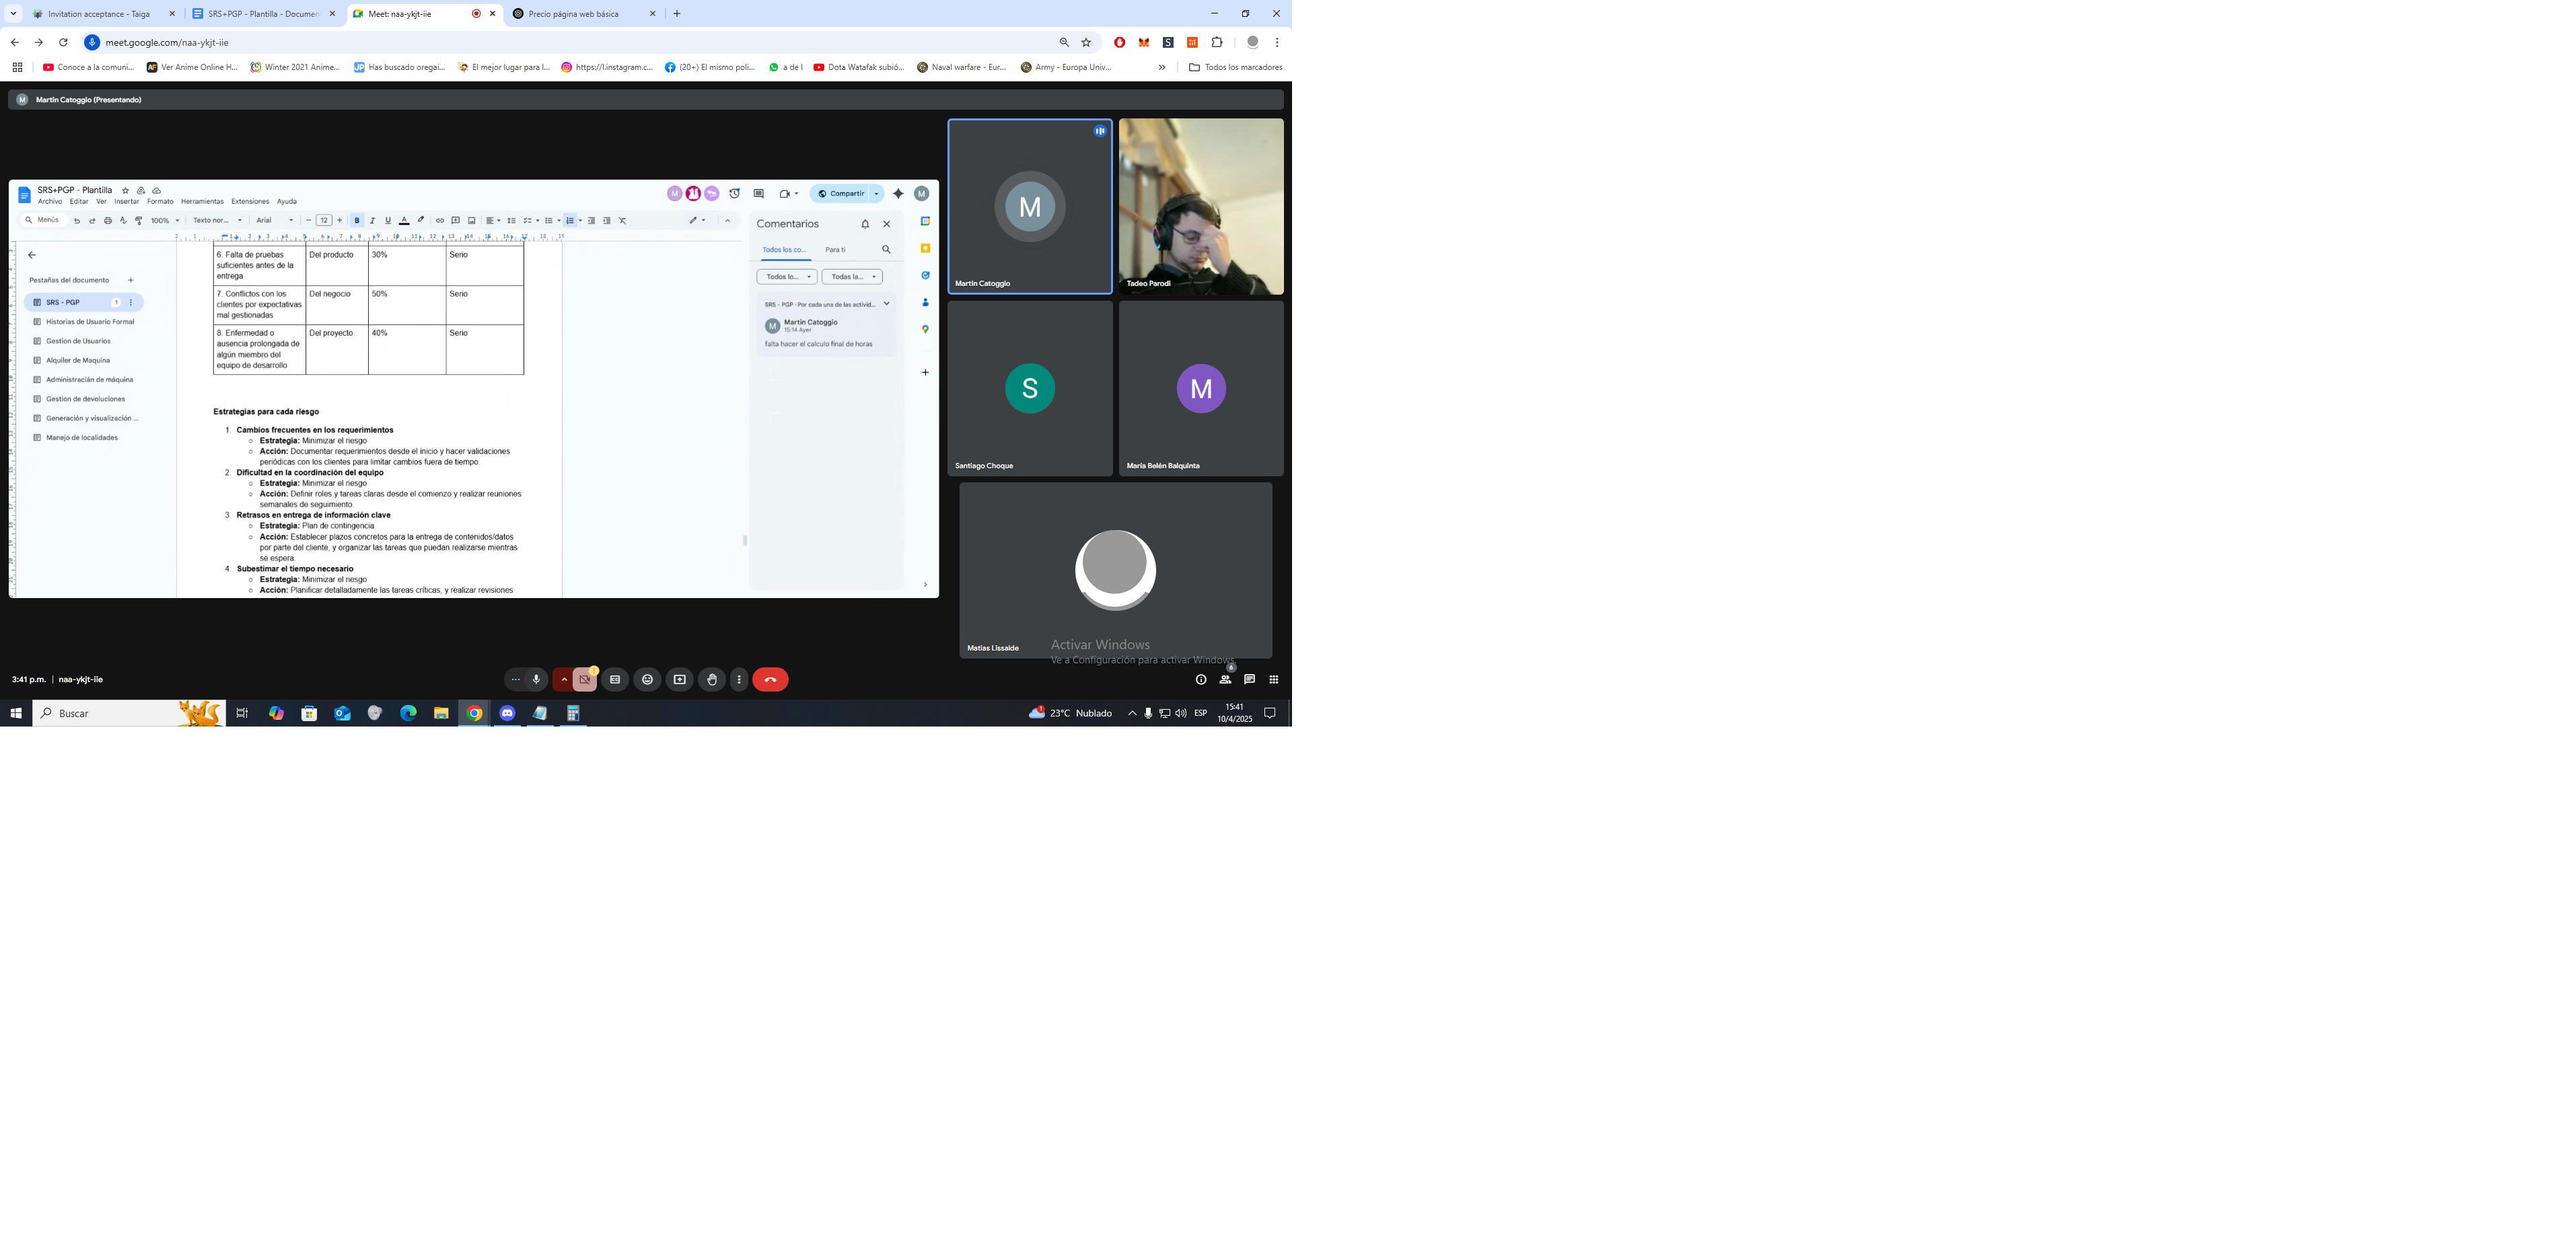 Invitation acceptance - Taiga
SRS+PGP - Plantilla - Documen
Meet: naa-ykjt-iie
Precio página web básica
meet.google.com/naa-ykjt-iie
Conoce a la comuni...
Ver Anime Online H...
Winter 2021 Anime...
Has buscado oregai...
El mejor lugar para l...
https://l.instagram.c...
(20+) El mismo poli...
a de l
Dota Watafak subió...
Naval warfare - Eur...
Army - Europa Univ...
Todos los marcadores
M Martin Catoggio (Presentando)
SRS+PGP - Plantilla
Archivo Editar Ver Insertar Formato Herramientas Extensiones Ayuda
Compartir
M
Menús
100%
Texto nor...
Arial
12
Pestañas del documento
SRS - PGP 1
Historias de Usuario Formal
Gestion de Usuarios
Alquiler de Maquina
Administración de máquina
Gestion de devoluciones
Generación y visualización ...
Manejo de localidades
6. Falta de pruebas suficientes antes de la entrega Del producto 30% Serio
7. Conflictos con los clientes por expectativas mal gestionadas Del negocio 50% Serio
8. Enfermedad o ausencia prolongada de algún miembro del equipo de desarrollo Del proyecto 40% Serio
Estrategias para cada riesgo
1. Cambios frecuentes en los requerimientos
Estrategia: Minimizar el riesgo
Acción: Documentar requerimientos desde el inicio y hacer validaciones
periódicas con los clientes para limitar cambios fuera de tiempo.
2. Dificultad en la coordinación del equipo
Estrategia: Minimizar el riesgo
Acción: Definir roles y tareas claras desde el comienzo y realizar reuniones
semanales de seguimiento.
3. Retrasos en entrega de información clave
Estrategia: Plan de contingencia
Acción: Establecer plazos concretos para la entrega de contenidos/datos
por parte del cliente, y organizar las tareas que puedan realizarse mientras
se espera.
4. Subestimar el tiempo necesario
Estrategia: Minimizar el riesgo
Acción: Planificar detalladamente las tareas críticas, y realizar revisiones
Comentarios
Todos los co... Para ti
Todos lo... Todas la...
SRS - PGP · Por cada una de las activid...
M Martin Catoggio
15:14 Ayer
falta hacer el calculo final de horas
M
Martin Catoggio
Tadeo Parodi
S
Santiago Choque
M
María Belén Balquinta
Matias Lissalde
Activar Windows
Ve a Configuración para activar Windows.
3:41 p.m. | naa-ykjt-iie
6
Buscar
23°C Nublado
ESP
15:41
10/4/2025